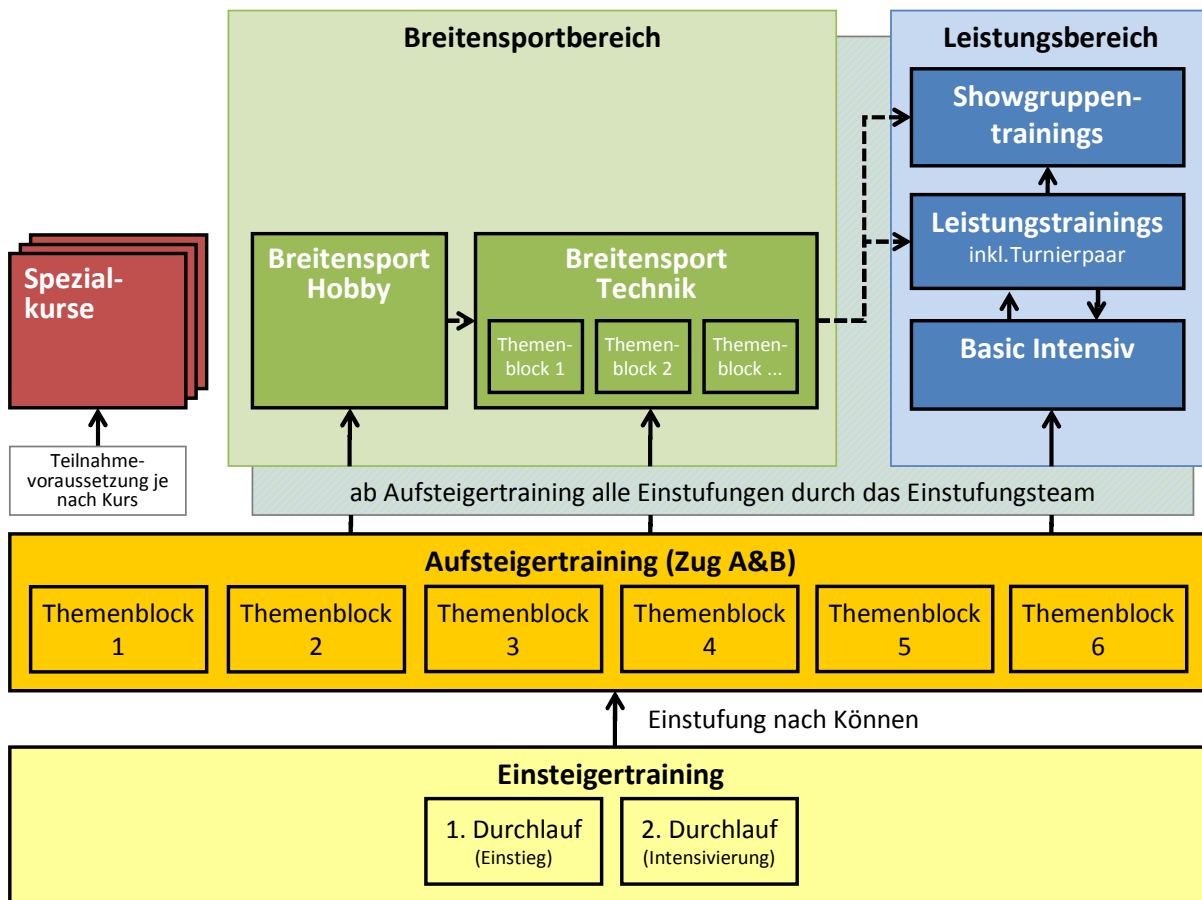 Breitensportbereich
Leistungsbereich
Showgruppen-
trainings
Leistungstrainings
inkl.Turnierpaar
Basic Intensiv
Breitensport
Hobby
Breitensport
Technik
Themen-
block 1
Themen-
block 2
Themen-
block ...
Spezial-
kurse
Teilnahme-
voraussetzung je
nach Kurs
ab Aufsteigertraining alle Einstufungen durch das Einstufungsteam
Aufsteigertraining (Zug A&B)
Themenblock
1
Themenblock
2
Themenblock
3
Themenblock
4
Themenblock
5
Themenblock
6
Einstufung nach Können
Einsteigertraining
1. Durchlauf
(Einstieg)
2. Durchlauf
(Intensivierung)